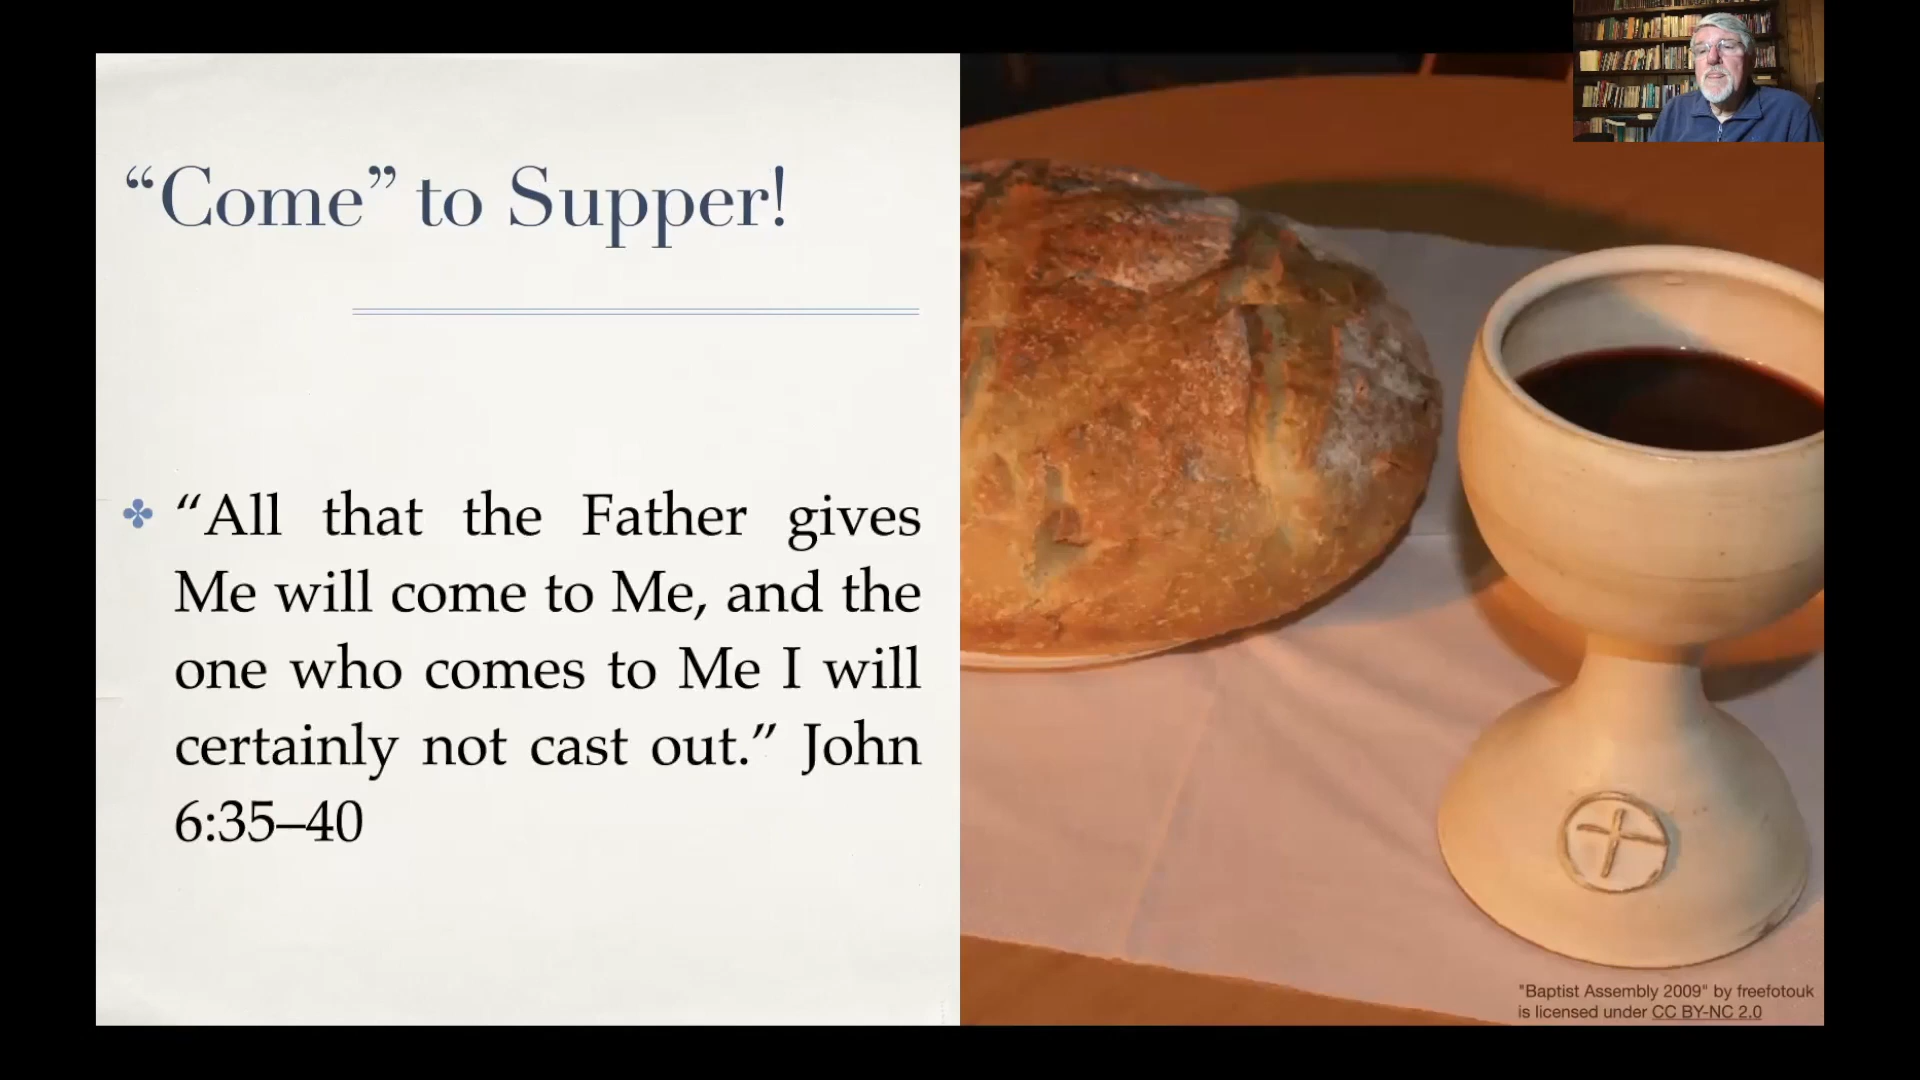 “Come” to Supper!
“All that the Father gives
Me will come to Me, and the
one who comes to Me I will
certainly not cast out.” John
6:35–40
"Baptist Assembly 2009" by freefotouk
is licensed under CC BY-NC 2.0